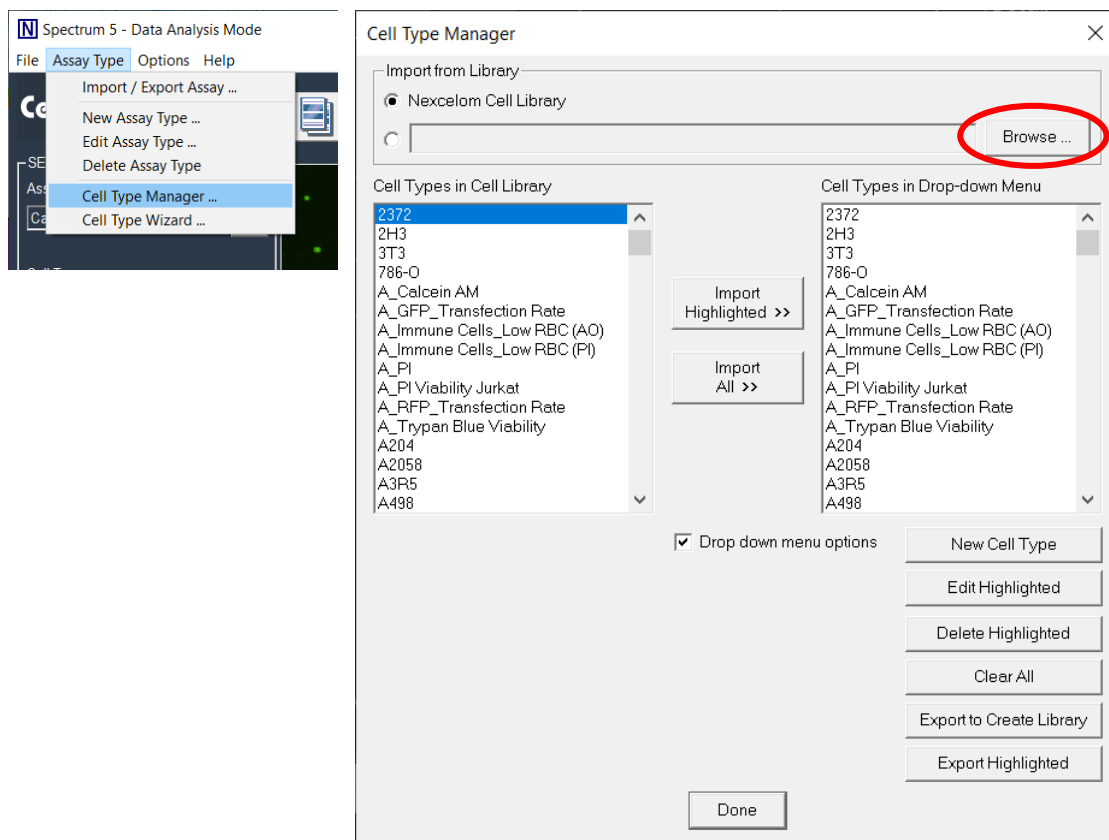 N Spectrum 5 - Data Analysis Mode
File Assay Type Options Help
Import / Export Assay ...
New Assay Type ...
Edit Assay Type ...
Delete Assay Type
Cell Type Manager ...
Cell Type Wizard ...
Ce
SE
Ass
Ca
Cell Type Manager
Import from Library
Nexcelom Cell Library
Browse ...
Cell Types in Cell Library
2372
2H3
3T3
786-O
A_Calcein AM
A_GFP_Transfection Rate
A_Immune Cells_Low RBC (AO)
A_Immune Cells_Low RBC (PI)
A_PI
A_PI Viability Jurkat
A_RFP_Transfection Rate
A_Trypan Blue Viability
A204
A2058
A3R5
A498
Import
Highlighted >>
Import
All >>
Cell Types in Drop-down Menu
2372
2H3
3T3
786-O
A_Calcein AM
A_GFP_Transfection Rate
A_Immune Cells_Low RBC (AO)
A_Immune Cells_Low RBC (PI)
A_PI
A_PI Viability Jurkat
A_RFP_Transfection Rate
A_Trypan Blue Viability
A204
A2058
A3R5
A498
Drop down menu options
New Cell Type
Edit Highlighted
Delete Highlighted
Clear All
Export to Create Library
Export Highlighted
Done